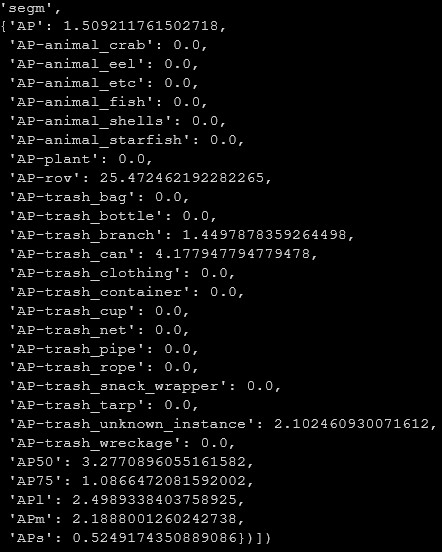 'segm',
{'AP': 1.509211761502718,
'AP-animal_crab': 0.0,
'AP-animal_eel': 0.0,
'AP-animal_etc': 0.0,
'AP-animal_fish': 0.0,
'AP-animal_shells': 0.0,
'AP-animal_starfish': 0.0,
'AP-plant': 0.0,
'AP-rov': 25.472462192282265,
'AP-trash_bag': 0.0,
'AP-trash_bottle': 0.0,
'AP-trash_branch': 1.4497878359264498,
'AP-trash_can': 4.177947794779478,
'AP-trash_clothing': 0.0,
'AP-trash_container': 0.0,
'AP-trash_cup': 0.0,
'AP-trash_net': 0.0,
'AP-trash_pipe': 0.0,
'AP-trash_rope': 0.0,
'AP-trash_snack_wrapper': 0.0,
'AP-trash_tarp': 0.0,
'AP-trash_unknown_instance': 2.102460930071612,
'AP-trash_wreckage': 0.0,
'AP50': 3.2770896055161582,
'AP75': 1.0866472081592002,
'APl': 2.4989338403758925,
'APm': 2.1888001260242738,
'APs': 0.5249174350889086})])